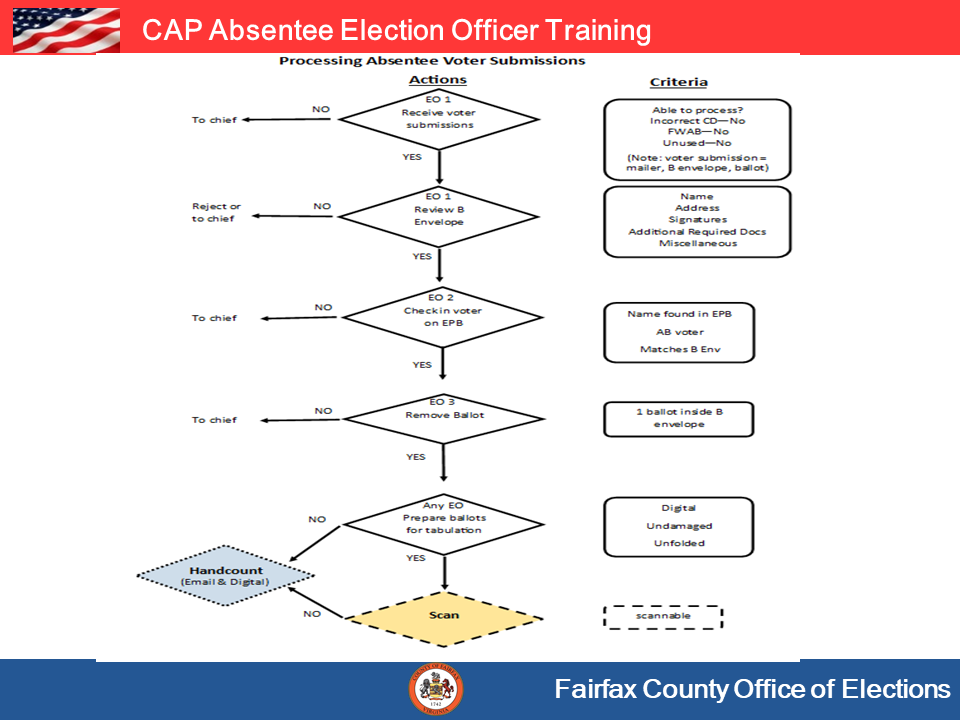 CAP Absentee Election Officer Training
Processing Absentee Voter Submissions
Actions
Criteria
EO 1
Receive voter
submissions
NO
To chief
YES
Able to process?
Incorrect CD—No
FWAB—No
Unused—No
(Note: voter submission =
mailer, B envelope, ballot)
EO 1
Review B
Envelope
NO
Reject or
to chief
YES
Name
Address
Signatures
Additional Required Docs
Miscellaneous
EO 2
Check in voter
on EPB
NO
To chief
YES
Name found in EPB
AB voter
Matches B Env
EO 3
Remove Ballot
NO
To chief
YES
1 ballot inside B
envelope
Any EO
Prepare ballots
for tabulation
NO
YES
Digital
Undamaged
Unfolded
Handcount
(Email & Digital)
NO
Scan
scannable
COUNTY OF FAIRFAX
1742
VIRGINIA
Fairfax County Office of Elections